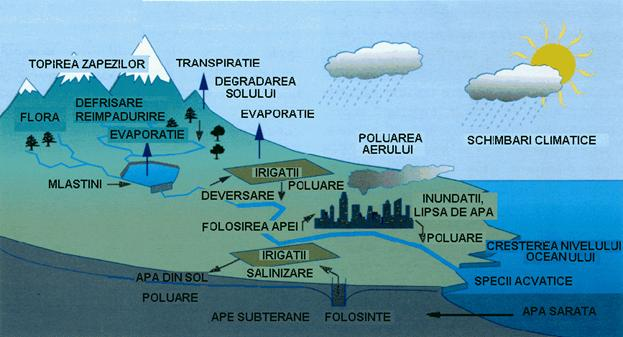 TOPIREA ZAPEZILOR
TRANSPIRATIE
DEGRADAREA
SOLULUI
DEFRISARE
REIMPADURIRE
FLORA
EVAPORATIE
EVAPORATIE
POLUAREA
AERULUI
SCHIMBARI CLIMATICE
MLASTINI
IRIGATII
POLUARE
DEVERSARE
INUNDATII,
LIPSA DE APA
FOLOSIREA APEI
POLUARE
CRESTEREA NIVELULUI
OCEANULUI
IRIGATII
SALINIZARE
APA DIN SOL
SPECII ACVATICE
POLUARE
APE SUBTERANE
FOLOSINTE
APA SARATA